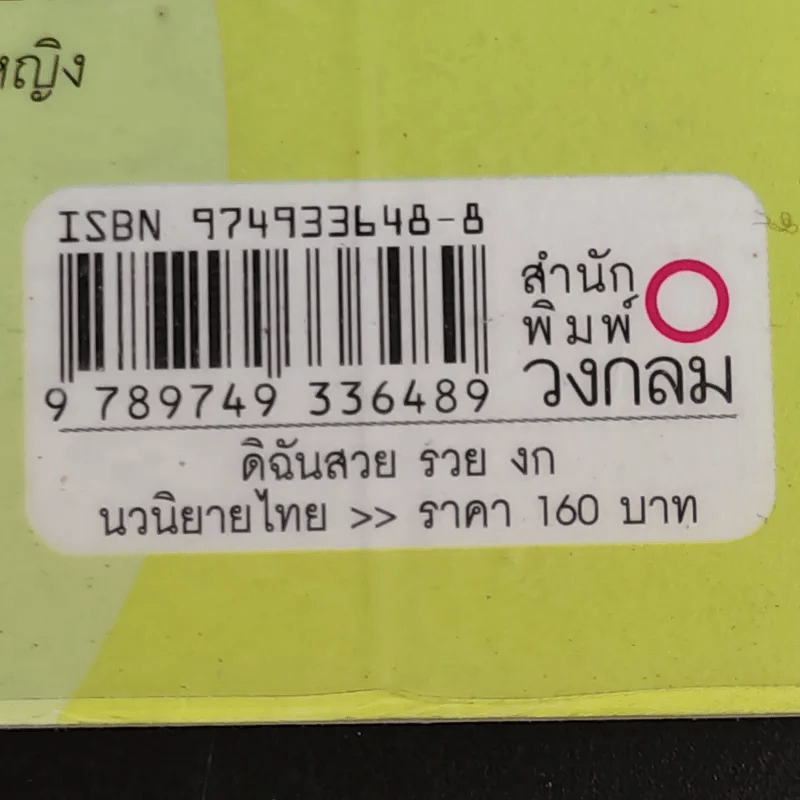 ISBN 974933648-8
9 789749 336489
สำนัก
พิมพ์
วงกลม
ดิฉันสวย รวย งก
นวนิยายไทย >> ราคา 160 บาท